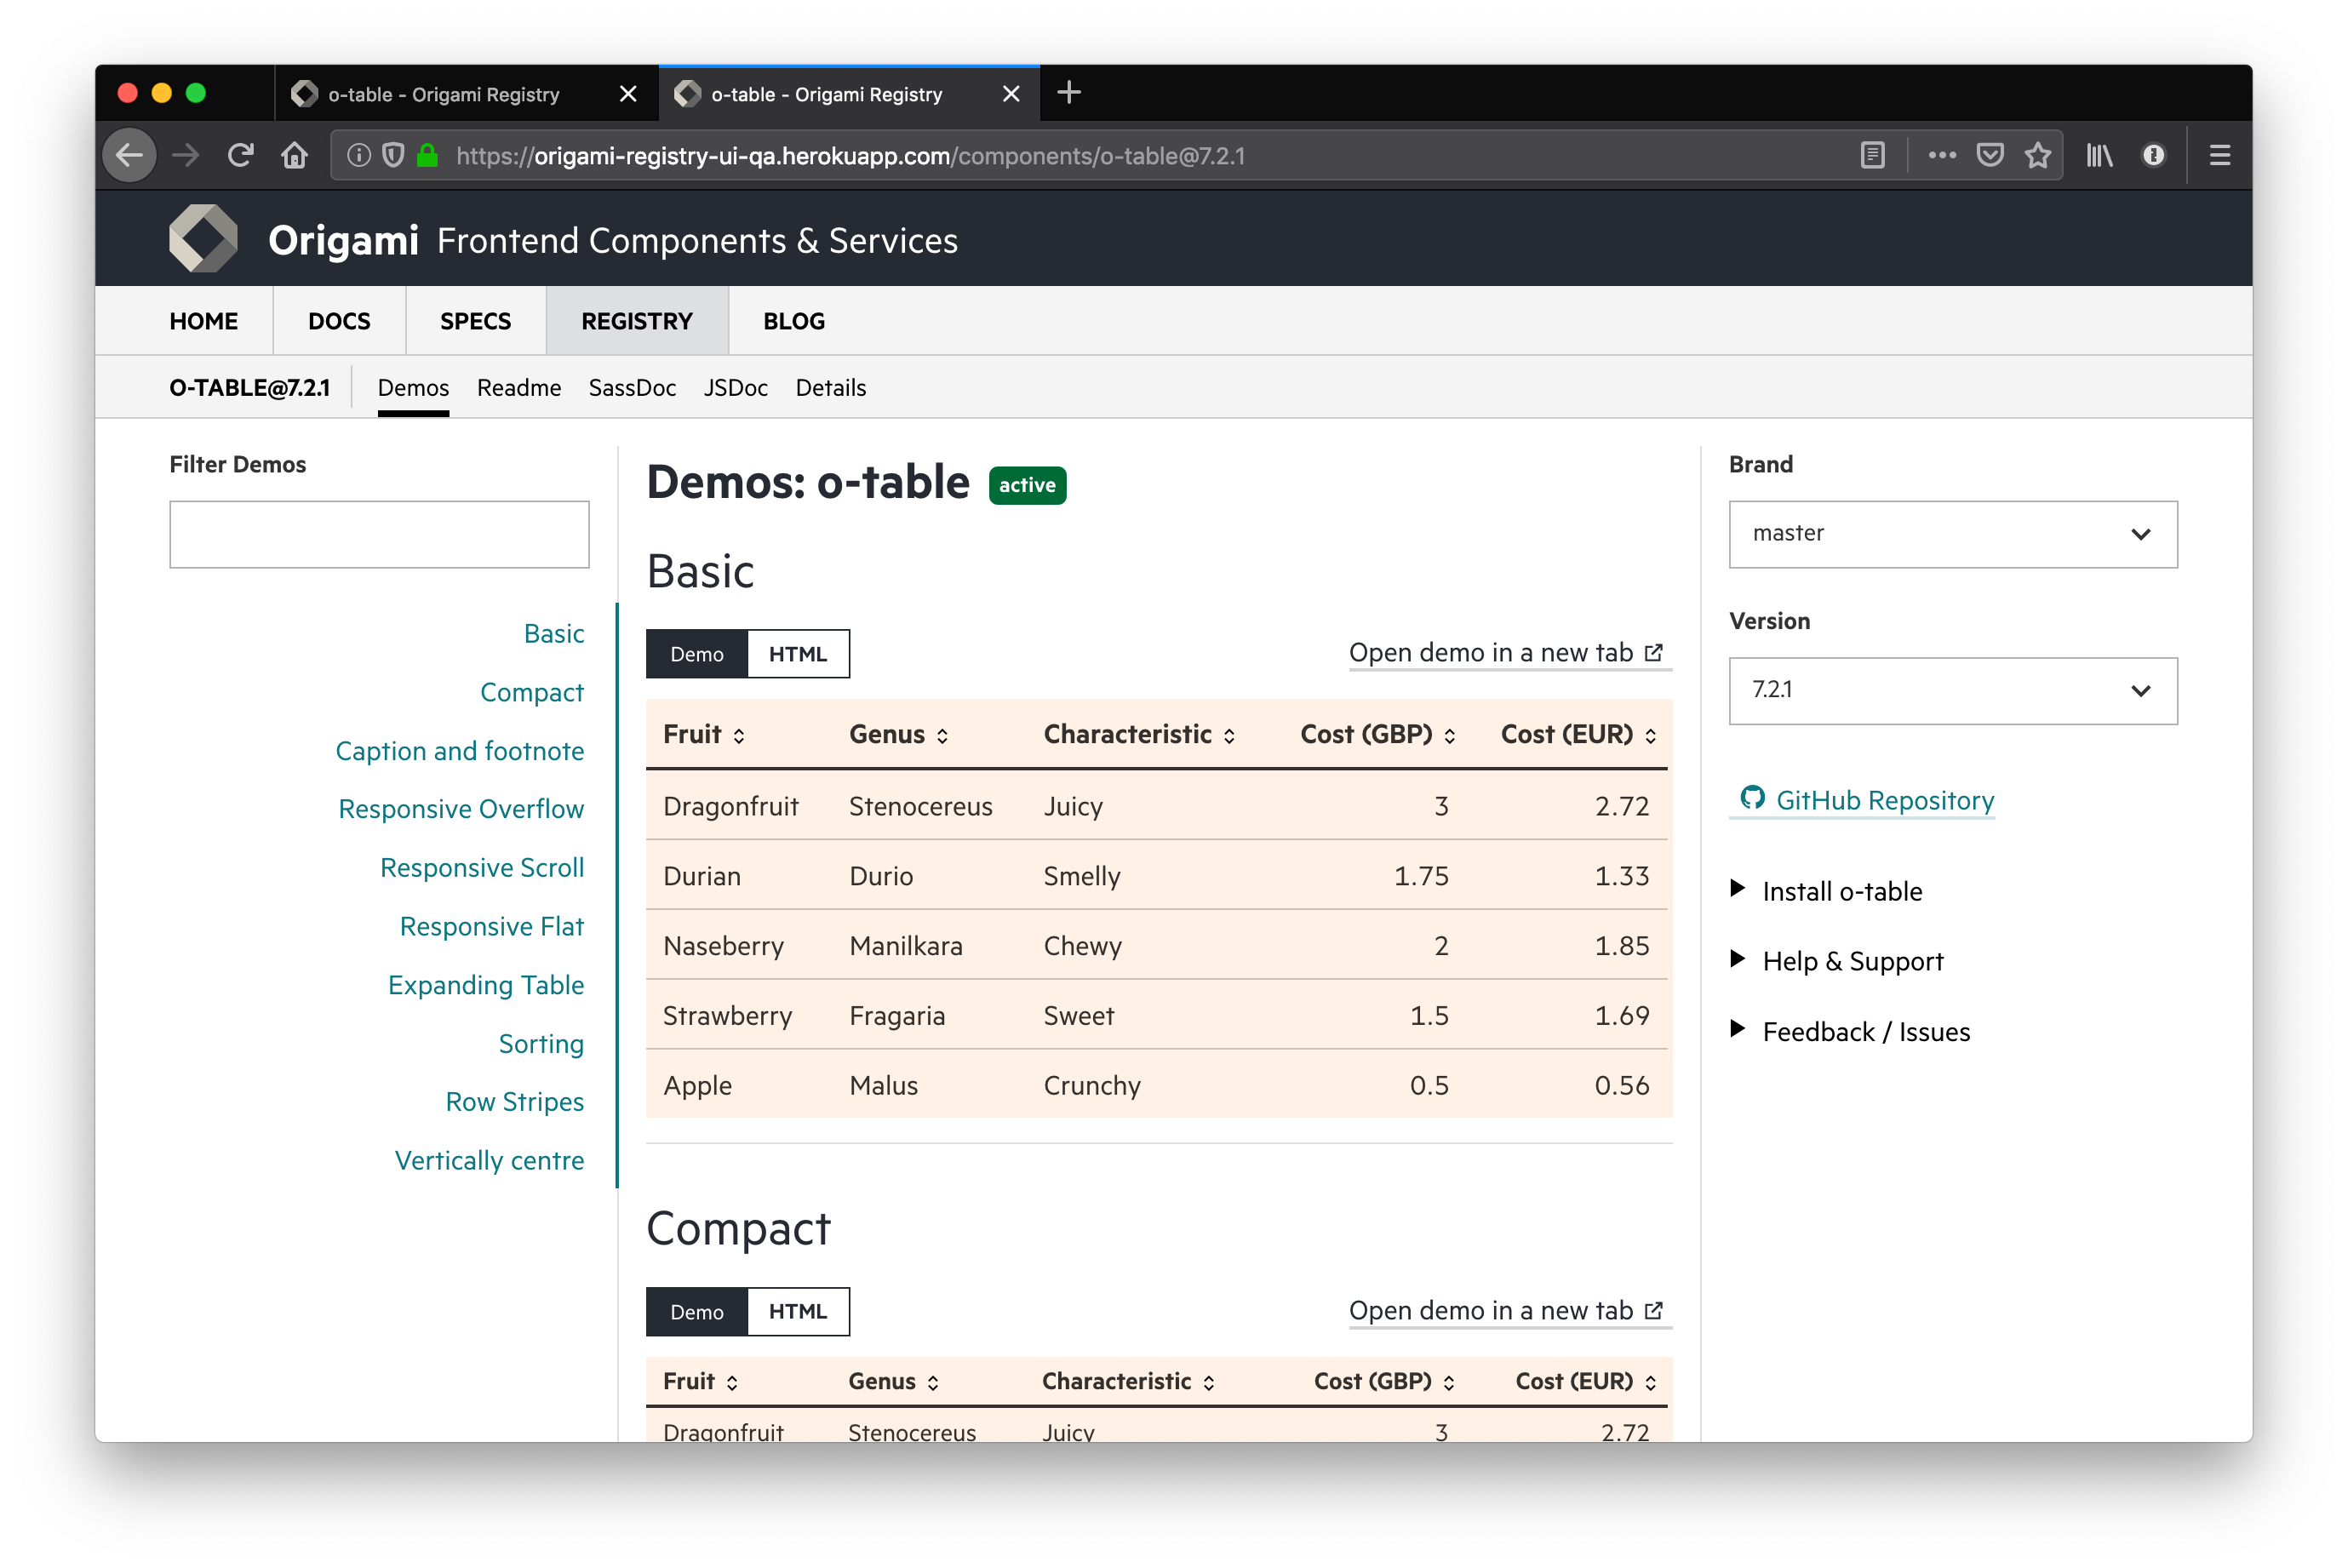 o-table - Origami Registry
o-table - Origami Registry
https://origami-registry-ui-qa.herokuapp.com/components/o-table@7.2.1
Origami Frontend Components & Services
HOME DOCS SPECS REGISTRY BLOG
O-TABLE@7.2.1 Demos Readme SassDoc JSDoc Details
Filter Demos
Basic
Compact
Caption and footnote
Responsive Overflow
Responsive Scroll
Responsive Flat
Expanding Table
Sorting
Row Stripes
Vertically centre
Demos: o-table active
Basic
Demo HTML Open demo in a new tab
Fruit Genus Characteristic Cost (GBP) Cost (EUR)
Dragonfruit Stenocereus Juicy 3 2.72
Durian Durio Smelly 1.75 1.33
Naseberry Manilkara Chewy 2 1.85
Strawberry Fragaria Sweet 1.5 1.69
Apple Malus Crunchy 0.5 0.56
Compact
Demo HTML Open demo in a new tab
Fruit Genus Characteristic Cost (GBP) Cost (EUR)
Dragonfruit Stenocereus Juicy 3 2.72
Brand
master
Version
7.2.1
GitHub Repository
Install o-table
Help & Support
Feedback / Issues